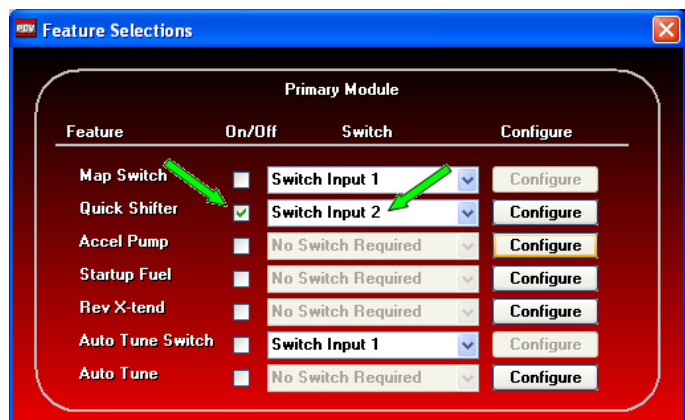 PCV Feature Selections
Primary Module
Feature On/Off Switch Configure
Map Switch Switch Input 1 Configure
Quick Shifter Switch Input 2 Configure
Accel Pump No Switch Required Configure
Startup Fuel No Switch Required Configure
Rev X-tend No Switch Required Configure
Auto Tune Switch Switch Input 1 Configure
Auto Tune No Switch Required Configure